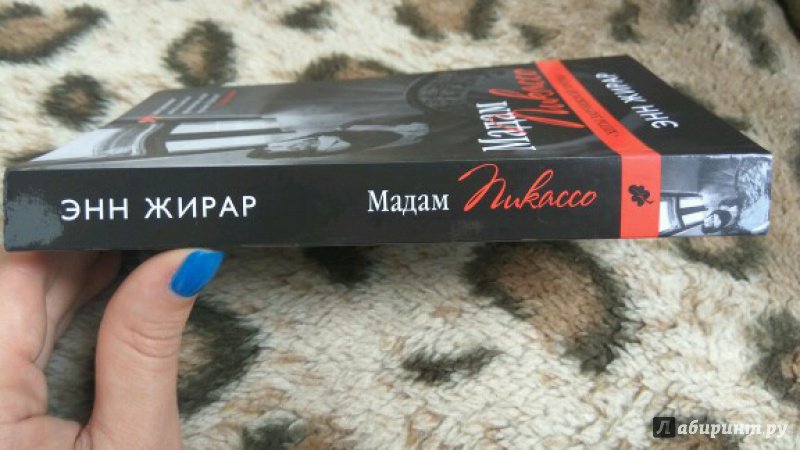 ЭНН ЖИРАР
Мадам Пикассо
Мадам
Пикассо
ЭНН ЖИРАР
Лабиринт.ру